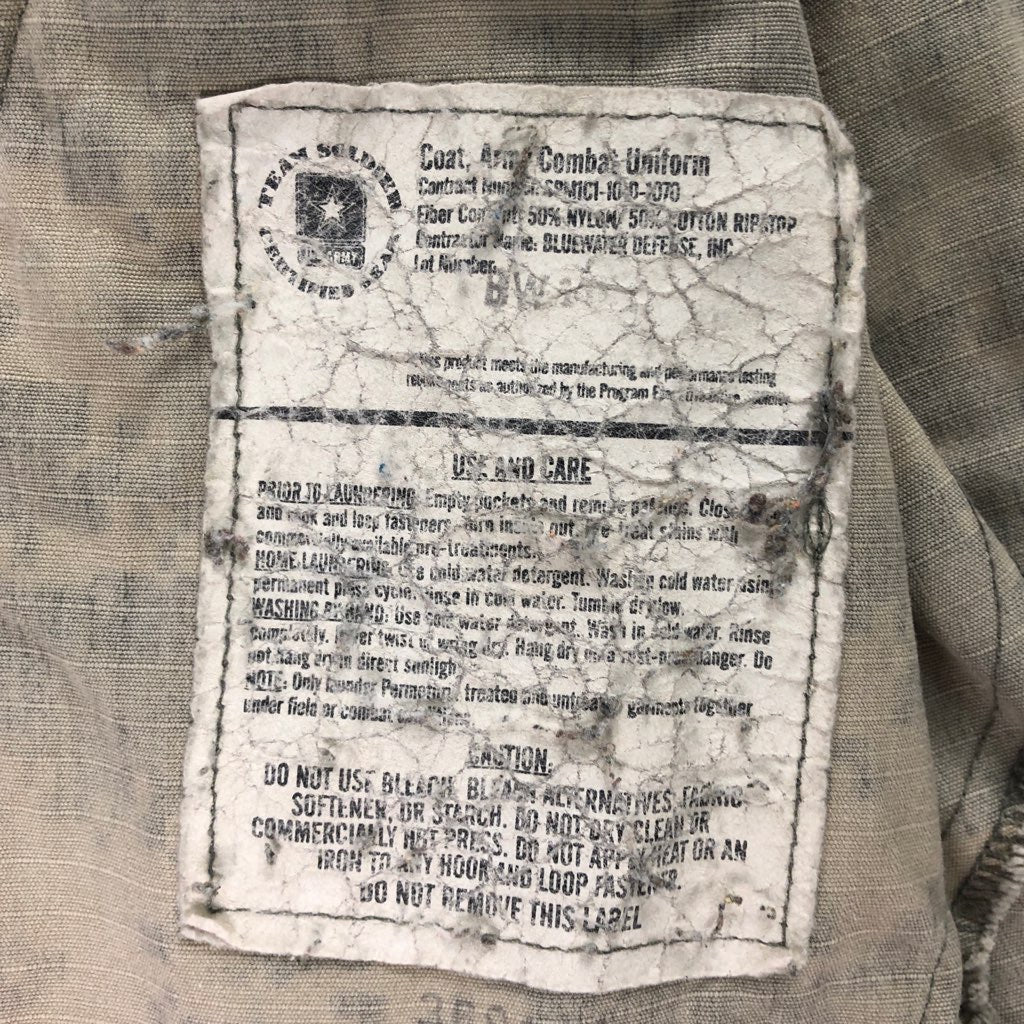 TEAM SOLDIER
CERTIFIED GEAR
Coat, Army Combat Uniform
Contract Number: SPM1C1-10-D-1070
Fiber Content: 50% NYLON/ 50% COTTON RIPSTOP
Contractor Name: BLUEWATER DEFENSE, INC
Lot Number:
BW
This product meets the manufacturing and performance testing
requirements as authorized by the Program
USE AND CARE
PRIOR TO LAUNDERING: Empty pockets and remove Close
and hook and loop fasteners. Turn inside out. Pre-treat stains with
commercially available pre-treatments.
HOME LAUNDERING: Use cold water detergent. Wash in cold water using
permanent press cycle. Rinse in cold water. Tumble dry low.
WASHING BY HAND: Use cold water detergent. Wash in cold water. Rinse
completely. never twist or wring dry. Hang dry on a rust-proof hanger. Do
not hang dry in direct sunlight
NOTE: Only launder Permethrin treated and untreated garments together
under field or combat conditions.
CAUTION:
DO NOT USE BLEACH, BLEACH ALTERNATIVES, FABRIC
SOFTENER, OR STARCH. DO NOT DRY CLEAN OR
COMMERCIALLY HOT PRESS. DO NOT APPLY HEAT OR AN
IRON TO ANY HOOK AND LOOP FASTENER.
DO NOT REMOVE THIS LABEL